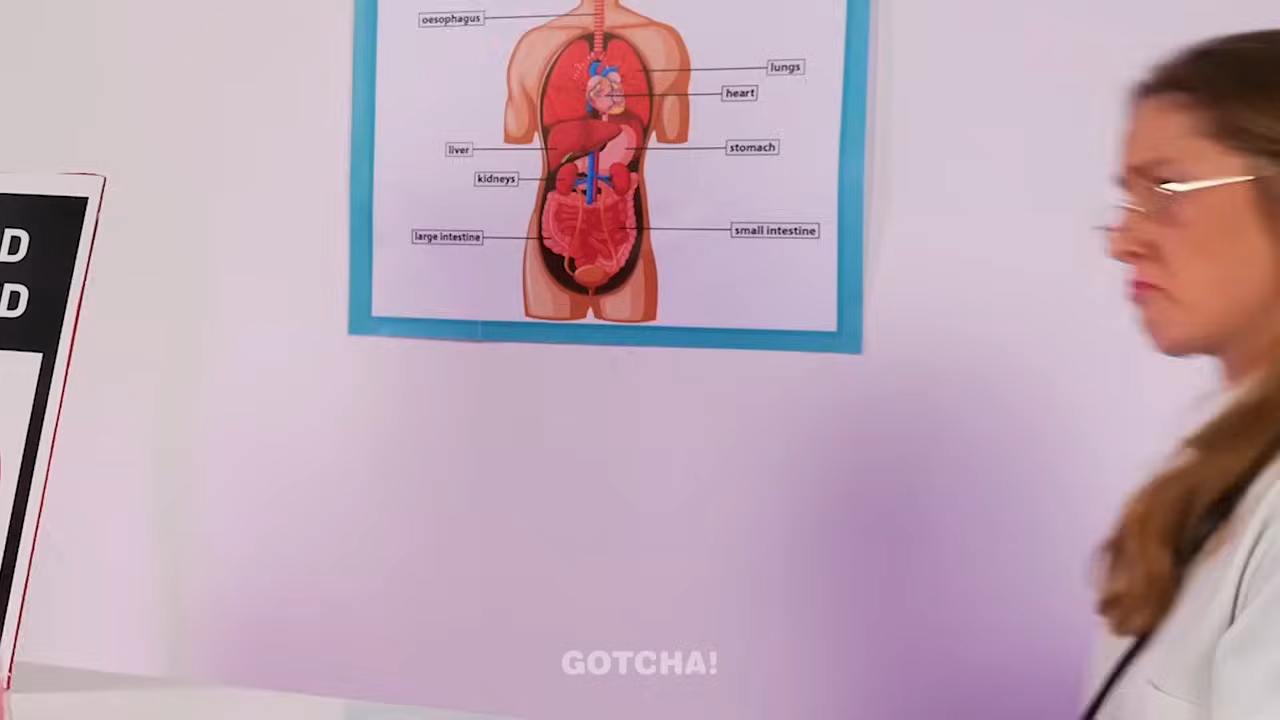 oesophagus
lungs
heart
liver
stomach
kidneys
large intestine
small intestine
D
D
GOTCHA!